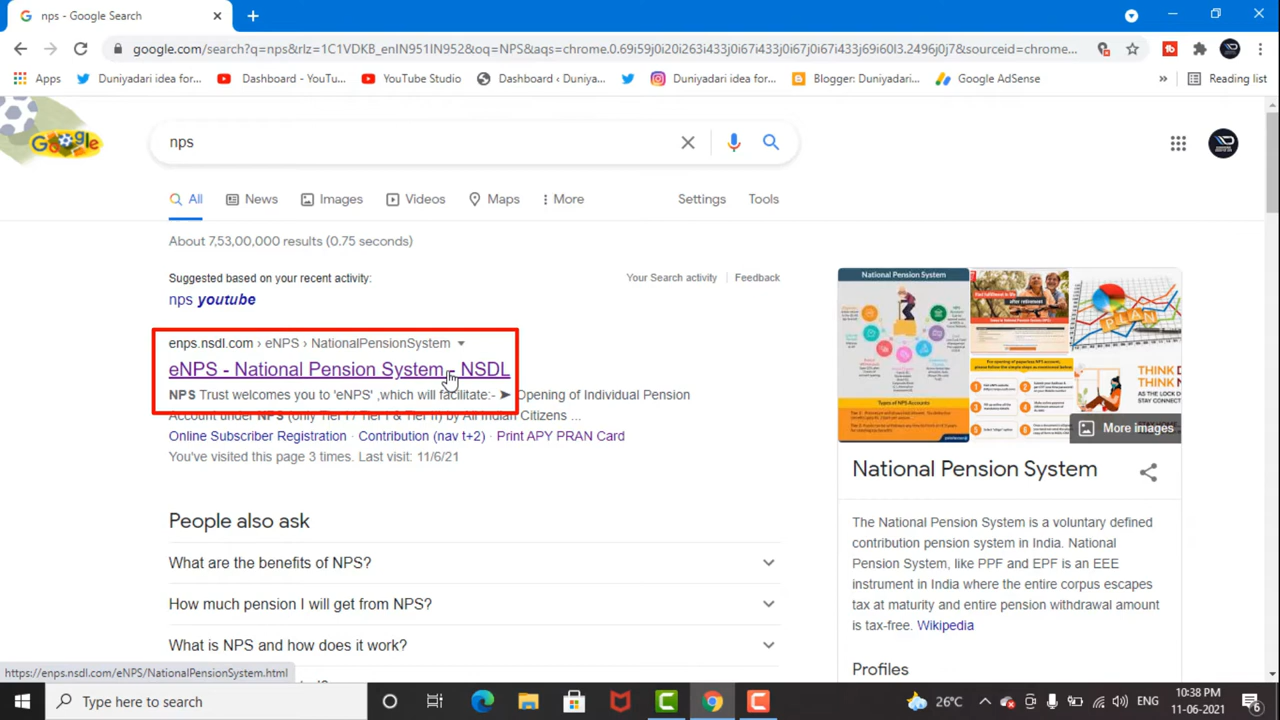 nps - Google Search
google.com/search?q=nps&rlz=1C1VDKB_enIN951IN952&oq=NPS&aqs=chrome.0.69i59j0i20i263i433j0i67i433j0i67j0i67i433j69i60l3.2496j0j7&sourceid=chrome...
Apps Duniyadari idea for... Dashboard - YouTu... YouTube Studio Dashboard ‹ Duniya... Duniyadari idea for... Blogger: Duniyadari... Google AdSense » Reading list
Google
nps
All News Images Videos Maps More Settings Tools
About 7,53,00,000 results (0.75 seconds)
Suggested based on your recent activity: Your Search activity Feedback
nps youtube
enps.nsdl.com › eNPS › NationalPensionSystem
eNPS - National Pension System - NSDL
NPS Trust welcomes you to 'eNPS' ,which will facilitate:- ➤ Opening of Individual Pension
Account under NPS Tier I & Tier Indian Citizens ...
Online Subscriber Registration · Contribution (nav t+2) · Print APY PRAN Card
You've visited this page 3 times. Last visit: 11/6/21
People also ask
What are the benefits of NPS?
How much pension I will get from NPS?
What is NPS and how does it work?
National Pension System
PLAN
THINK
DON'T
More images
National Pension System
The National Pension System is a voluntary defined
contribution pension system in India. National
Pension System, like PPF and EPF is an EEE
instrument in India where the entire corpus escapes
tax at maturity and entire pension withdrawal amount
is tax-free. Wikipedia
Profiles
https://enps.nsdl.com/eNPS/NationalPensionSystem.html
Type here to search
26°C
ENG
10:38 PM
11-06-2021
6